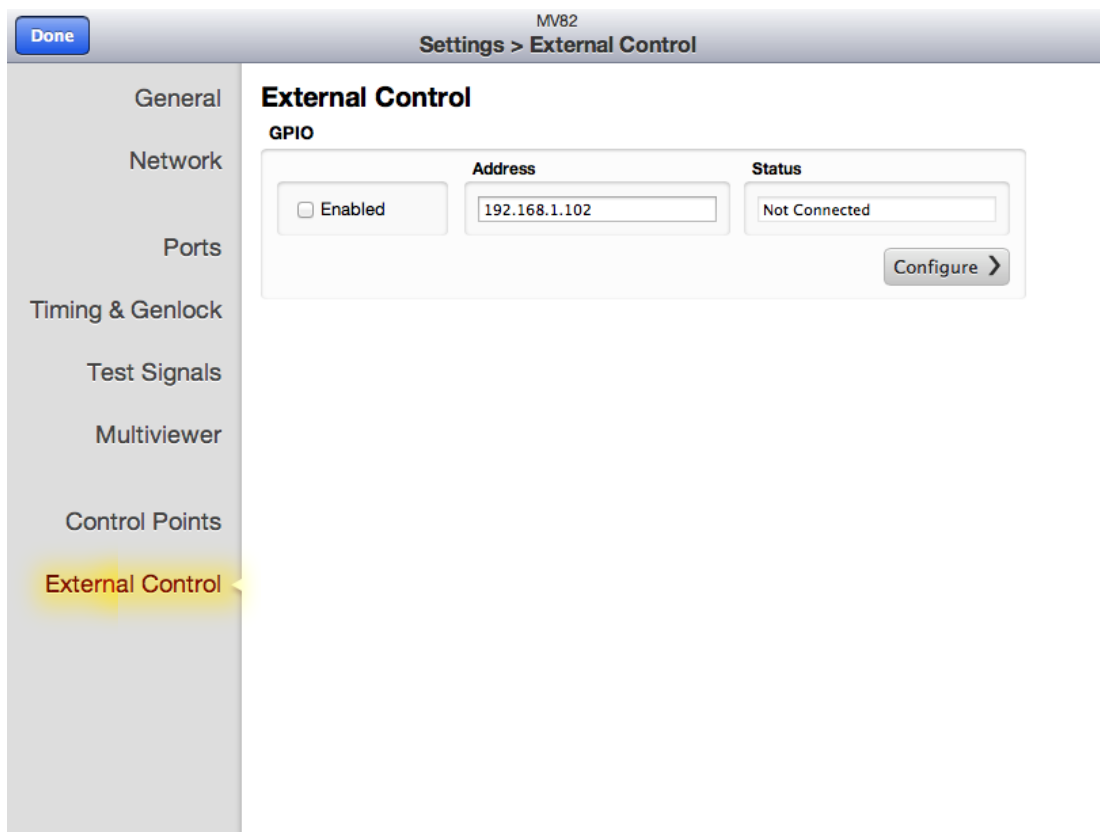 MV82
Done
Settings > External Control
General
Network
Ports
Timing & Genlock
Test Signals
Multiviewer
Control Points
External Control
External Control
GPIO
Address Status
Enabled 192.168.1.102 Not Connected
Configure ❯